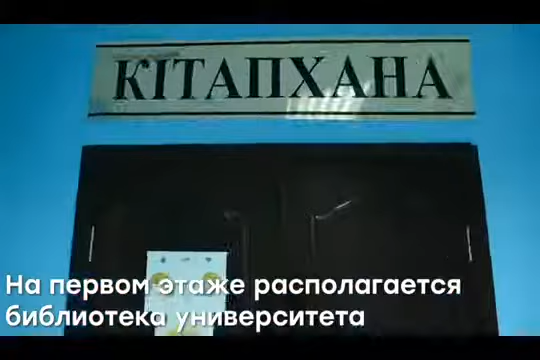 КІТАПХАНА
На первом этаже располагается
библиотека университета